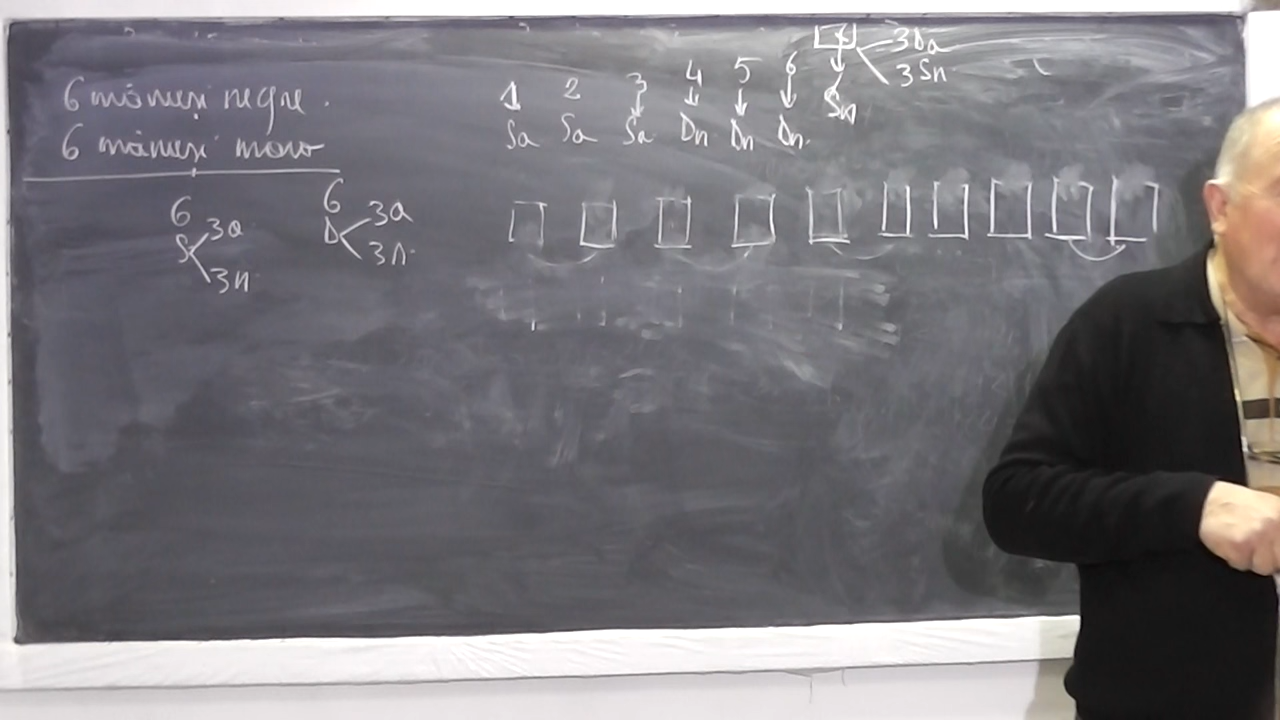 6 mănuși negre.
6 mănuși maro
6 S 3a 3n
6 D 3a 3n.
1 2 3 4 5 6
Sa Sa Sa Dn Dn Dn. Sn
3Da
3Sn